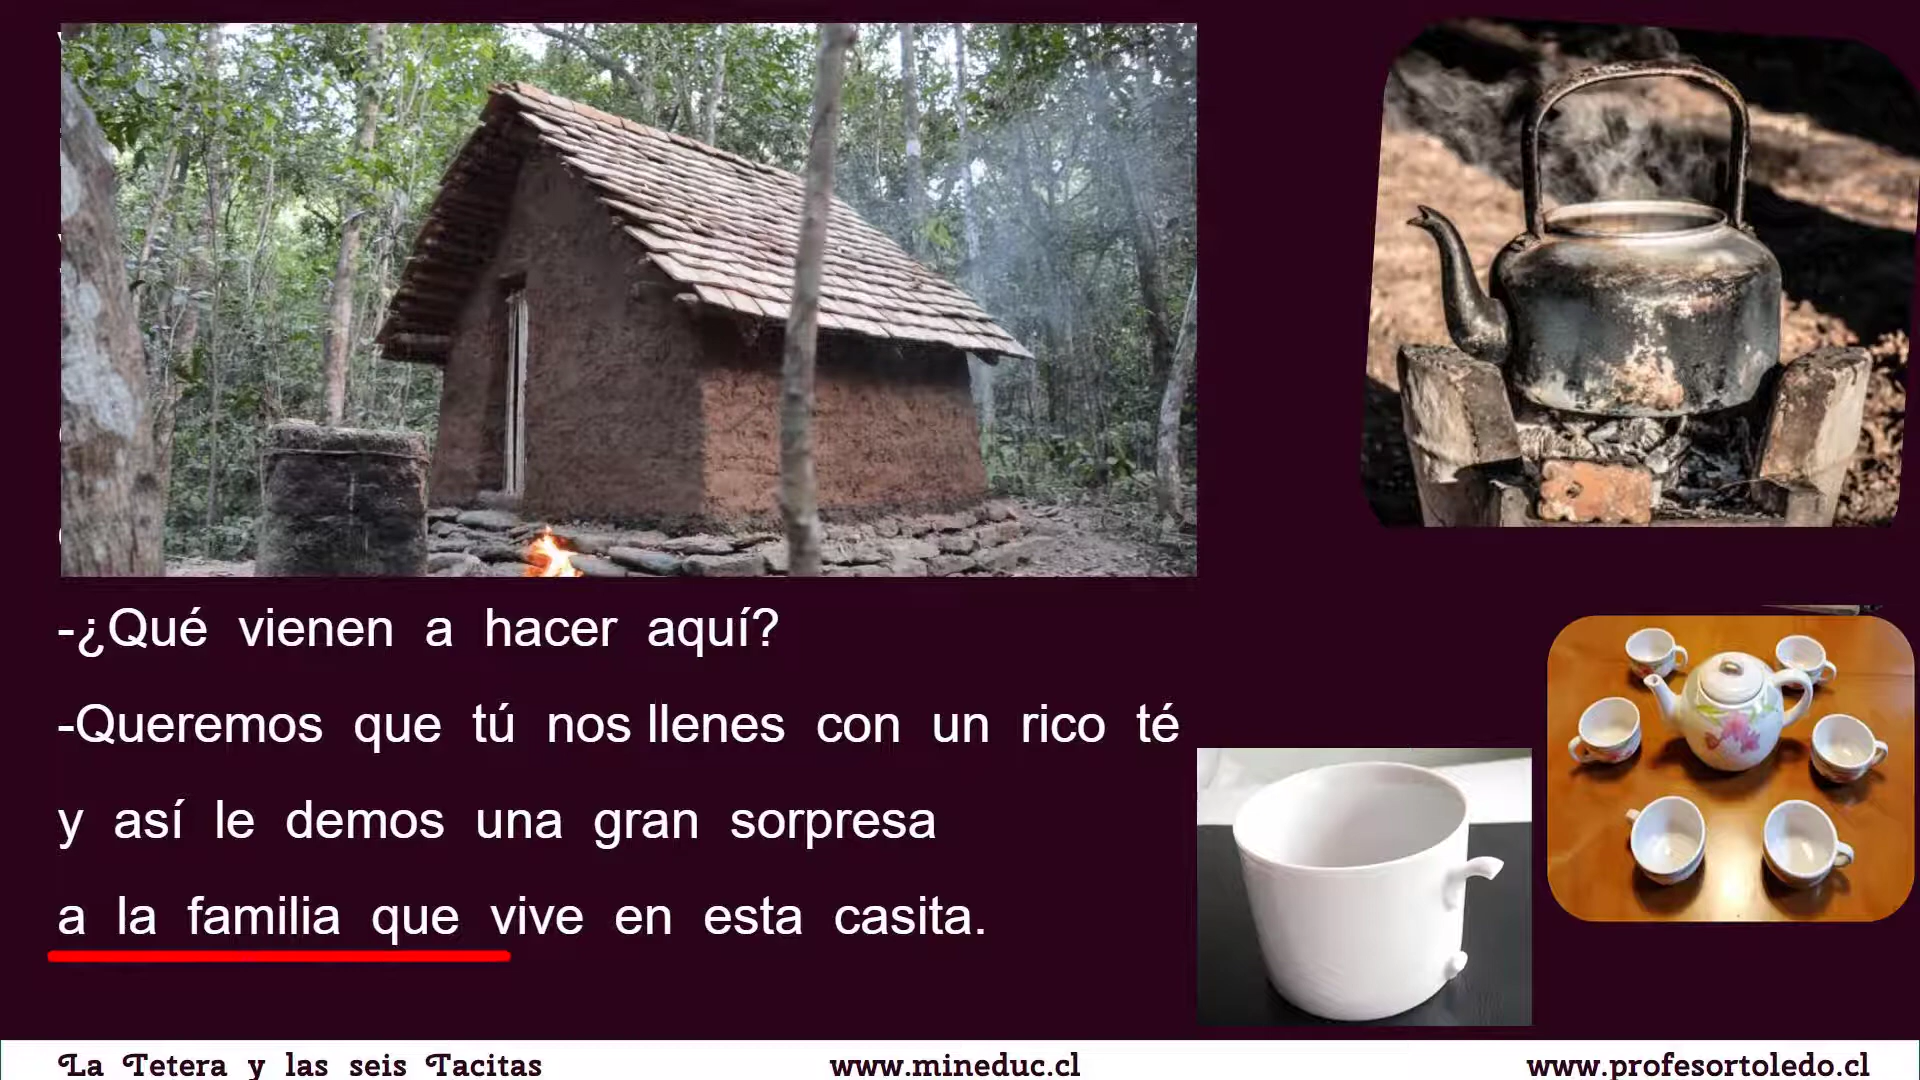 -¿Qué vienen a hacer aquí?
-Queremos que tú nos llenes con un rico té
y así le demos una gran sorpresa
a la familia que vive en esta casita.
La Tetera y las seis Tacitas
www.mineduc.cl
www.profesortoledo.cl